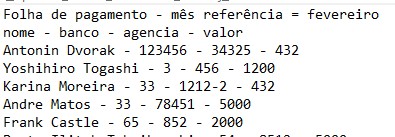 Folha de pagamento - mês referência = fevereiro
nome - banco - agencia - valor
Antonin Dvorak - 123456 - 34325 - 432
Yoshihiro Togashi - 3 - 456 - 1200
Karina Moreira - 33 - 1212-2 - 432
Andre Matos - 33 - 78451 - 5000
Frank Castle - 65 - 852 - 2000